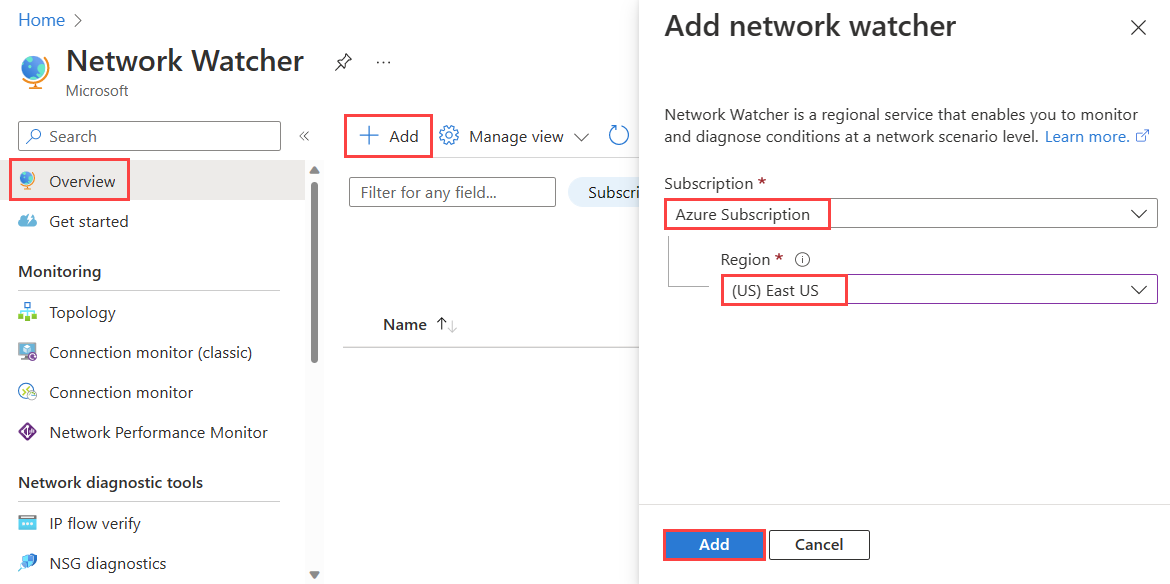 Home
Network Watcher
Microsoft
Search
Overview
Get started
Monitoring
Topology
Connection monitor (classic)
Connection monitor
Network Performance Monitor
Network diagnostic tools
IP flow verify
NSG diagnostics
Add
Manage view
Filter for any field...
Subscri
Name
Add network watcher
Network Watcher is a regional service that enables you to monitor
and diagnose conditions at a network scenario level. Learn more.
Subscription *
Azure Subscription
Region *
(US) East US
Add
Cancel